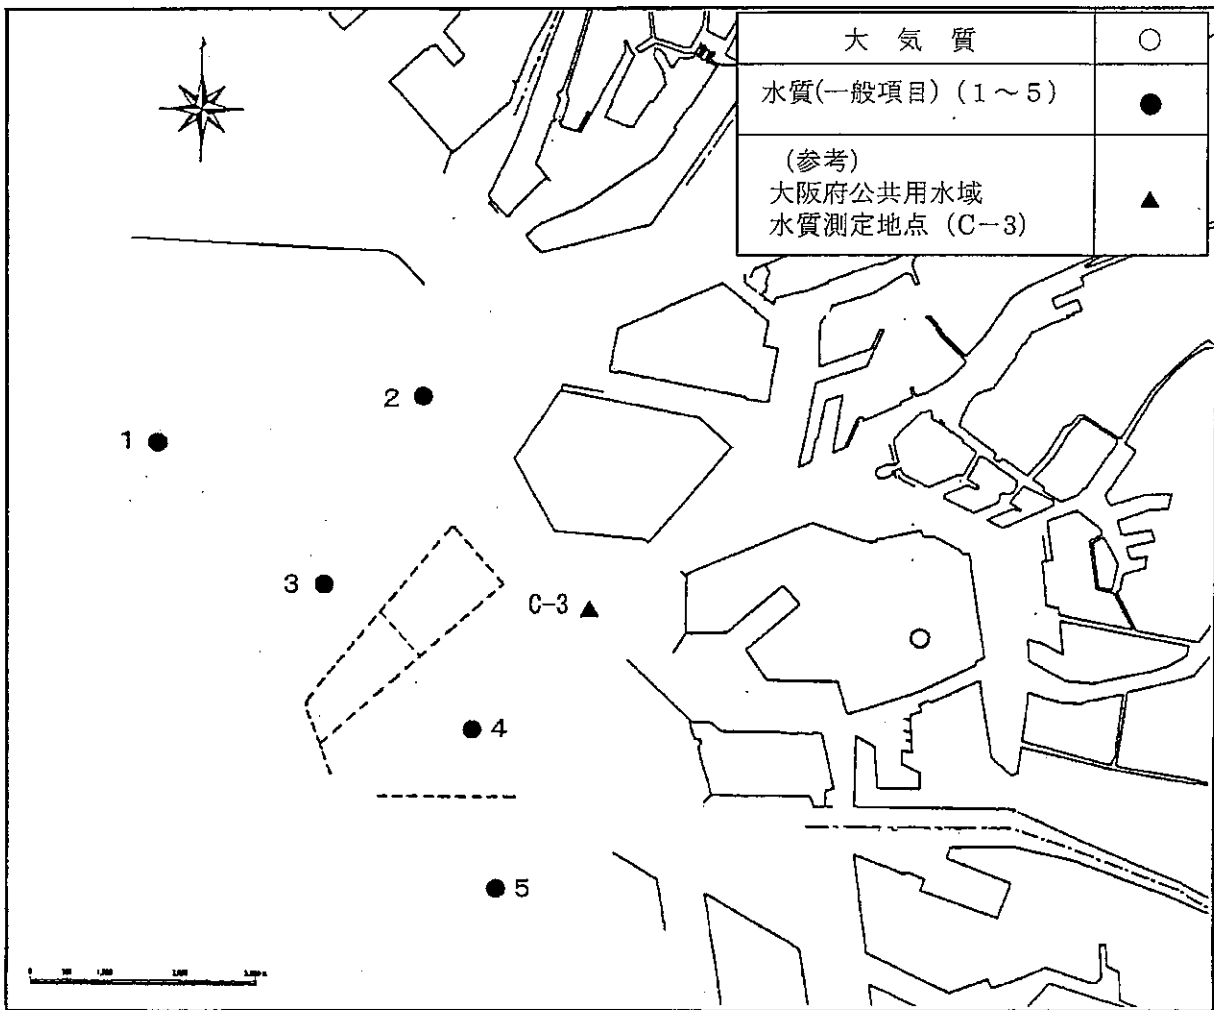 大気質 ○
水質(一般項目)(1～5) ●
(参考)
大阪府公共用水域
水質測定地点(C－3) ▲
2
1
3
C-3
4
5
0